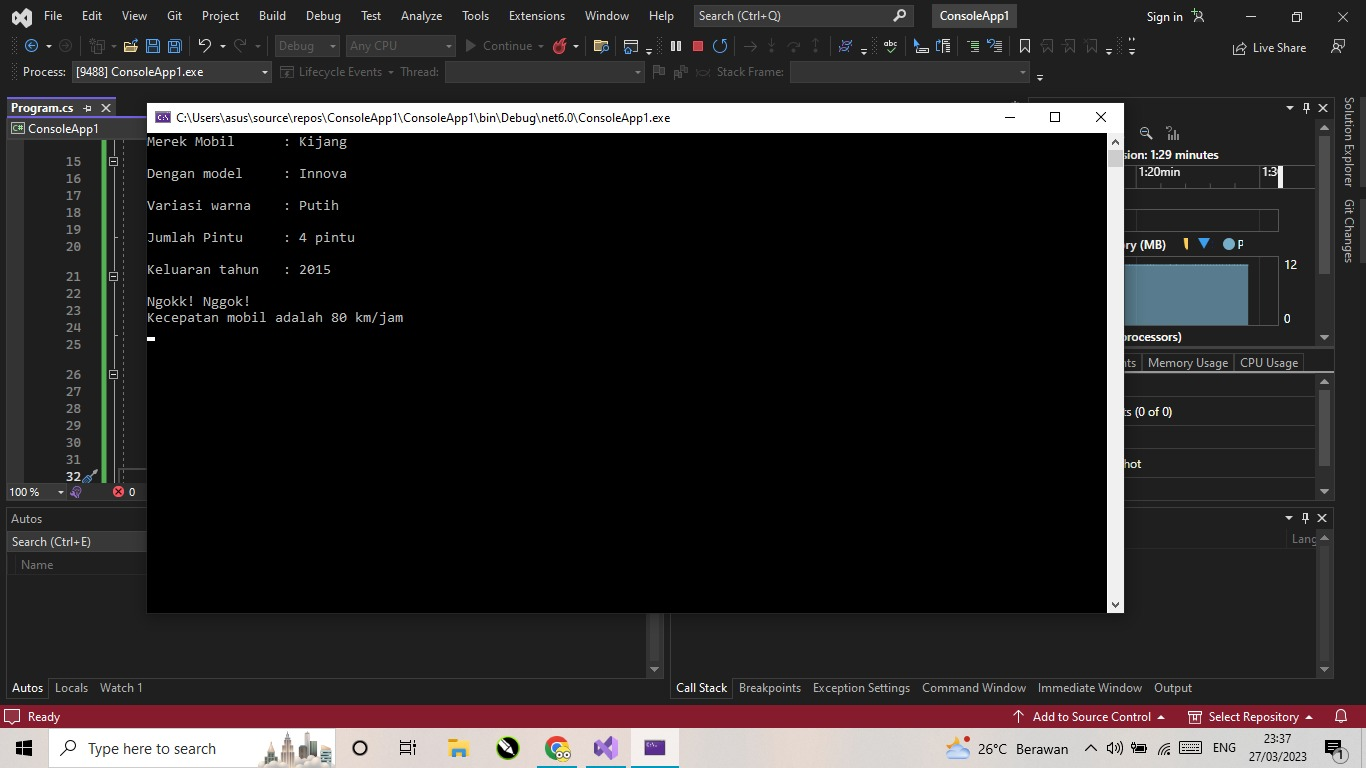 File Edit View Git Project Build Debug Test Analyze Tools Extensions Window Help Search (Ctrl+Q) ConsoleApp1 Sign in
Debug Any CPU Continue Live Share
Process: [9488] ConsoleApp1.exe Lifecycle Events Thread: Stack Frame:
Program.cs
ConsoleApp1
C:\Users\asus\source\repos\ConsoleApp1\ConsoleApp1\bin\Debug\net6.0\ConsoleApp1.exe
Merek Mobil : Kijang
Dengan model : Innova
Variasi warna : Putih
Jumlah Pintu : 4 pintu
Keluaran tahun : 2015
Ngokk! Nggok!
Kecepatan mobil adalah 80 km/jam
15
16
17
18
19
20
21
22
23
24
25
26
27
28
29
30
31
32
100 % 0
sion: 1:29 minutes
1:20min 1:3
ry (MB) P
12
0
processors)
nts Memory Usage CPU Usage
ts (0 of 0)
hot
Solution Explorer
Git Changes
Autos
Search (Ctrl+E)
Name
Lang
Autos Locals Watch 1
Call Stack Breakpoints Exception Settings Command Window Immediate Window Output
Ready Add to Source Control Select Repository
Type here to search 26°C Berawan ENG 23:37
27/03/2023
1